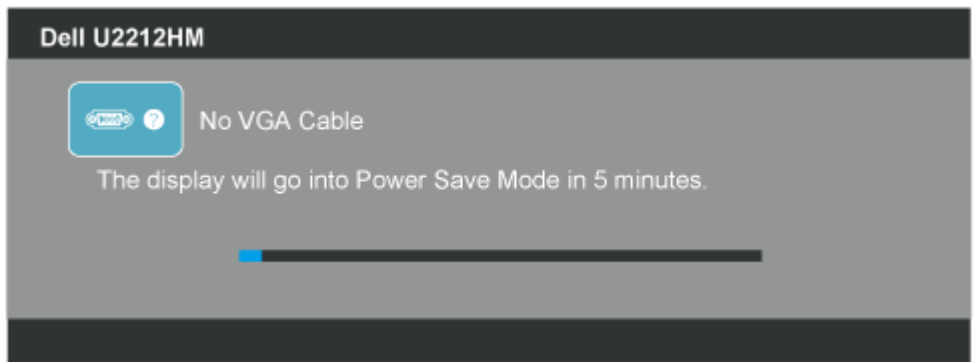 Dell U2212HM
No VGA Cable
The display will go into Power Save Mode in 5 minutes.